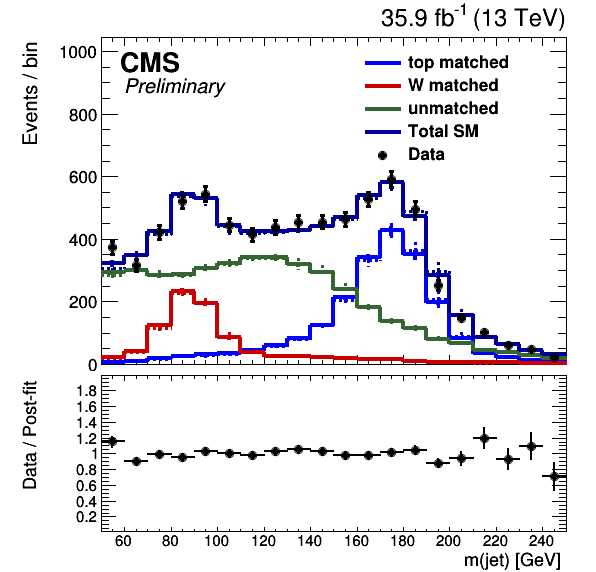 35.9 fb⁻¹ (13 TeV)
CMS
Preliminary
top matched
W matched
unmatched
Total SM
Data
Events / bin
1000
800
600
400
200
0
Data / Post-fit
1.8
1.6
1.4
1.2
1
0.8
0.6
0.4
0.2
60 80 100 120 140 160 180 200 220 240
m(jet) [GeV]